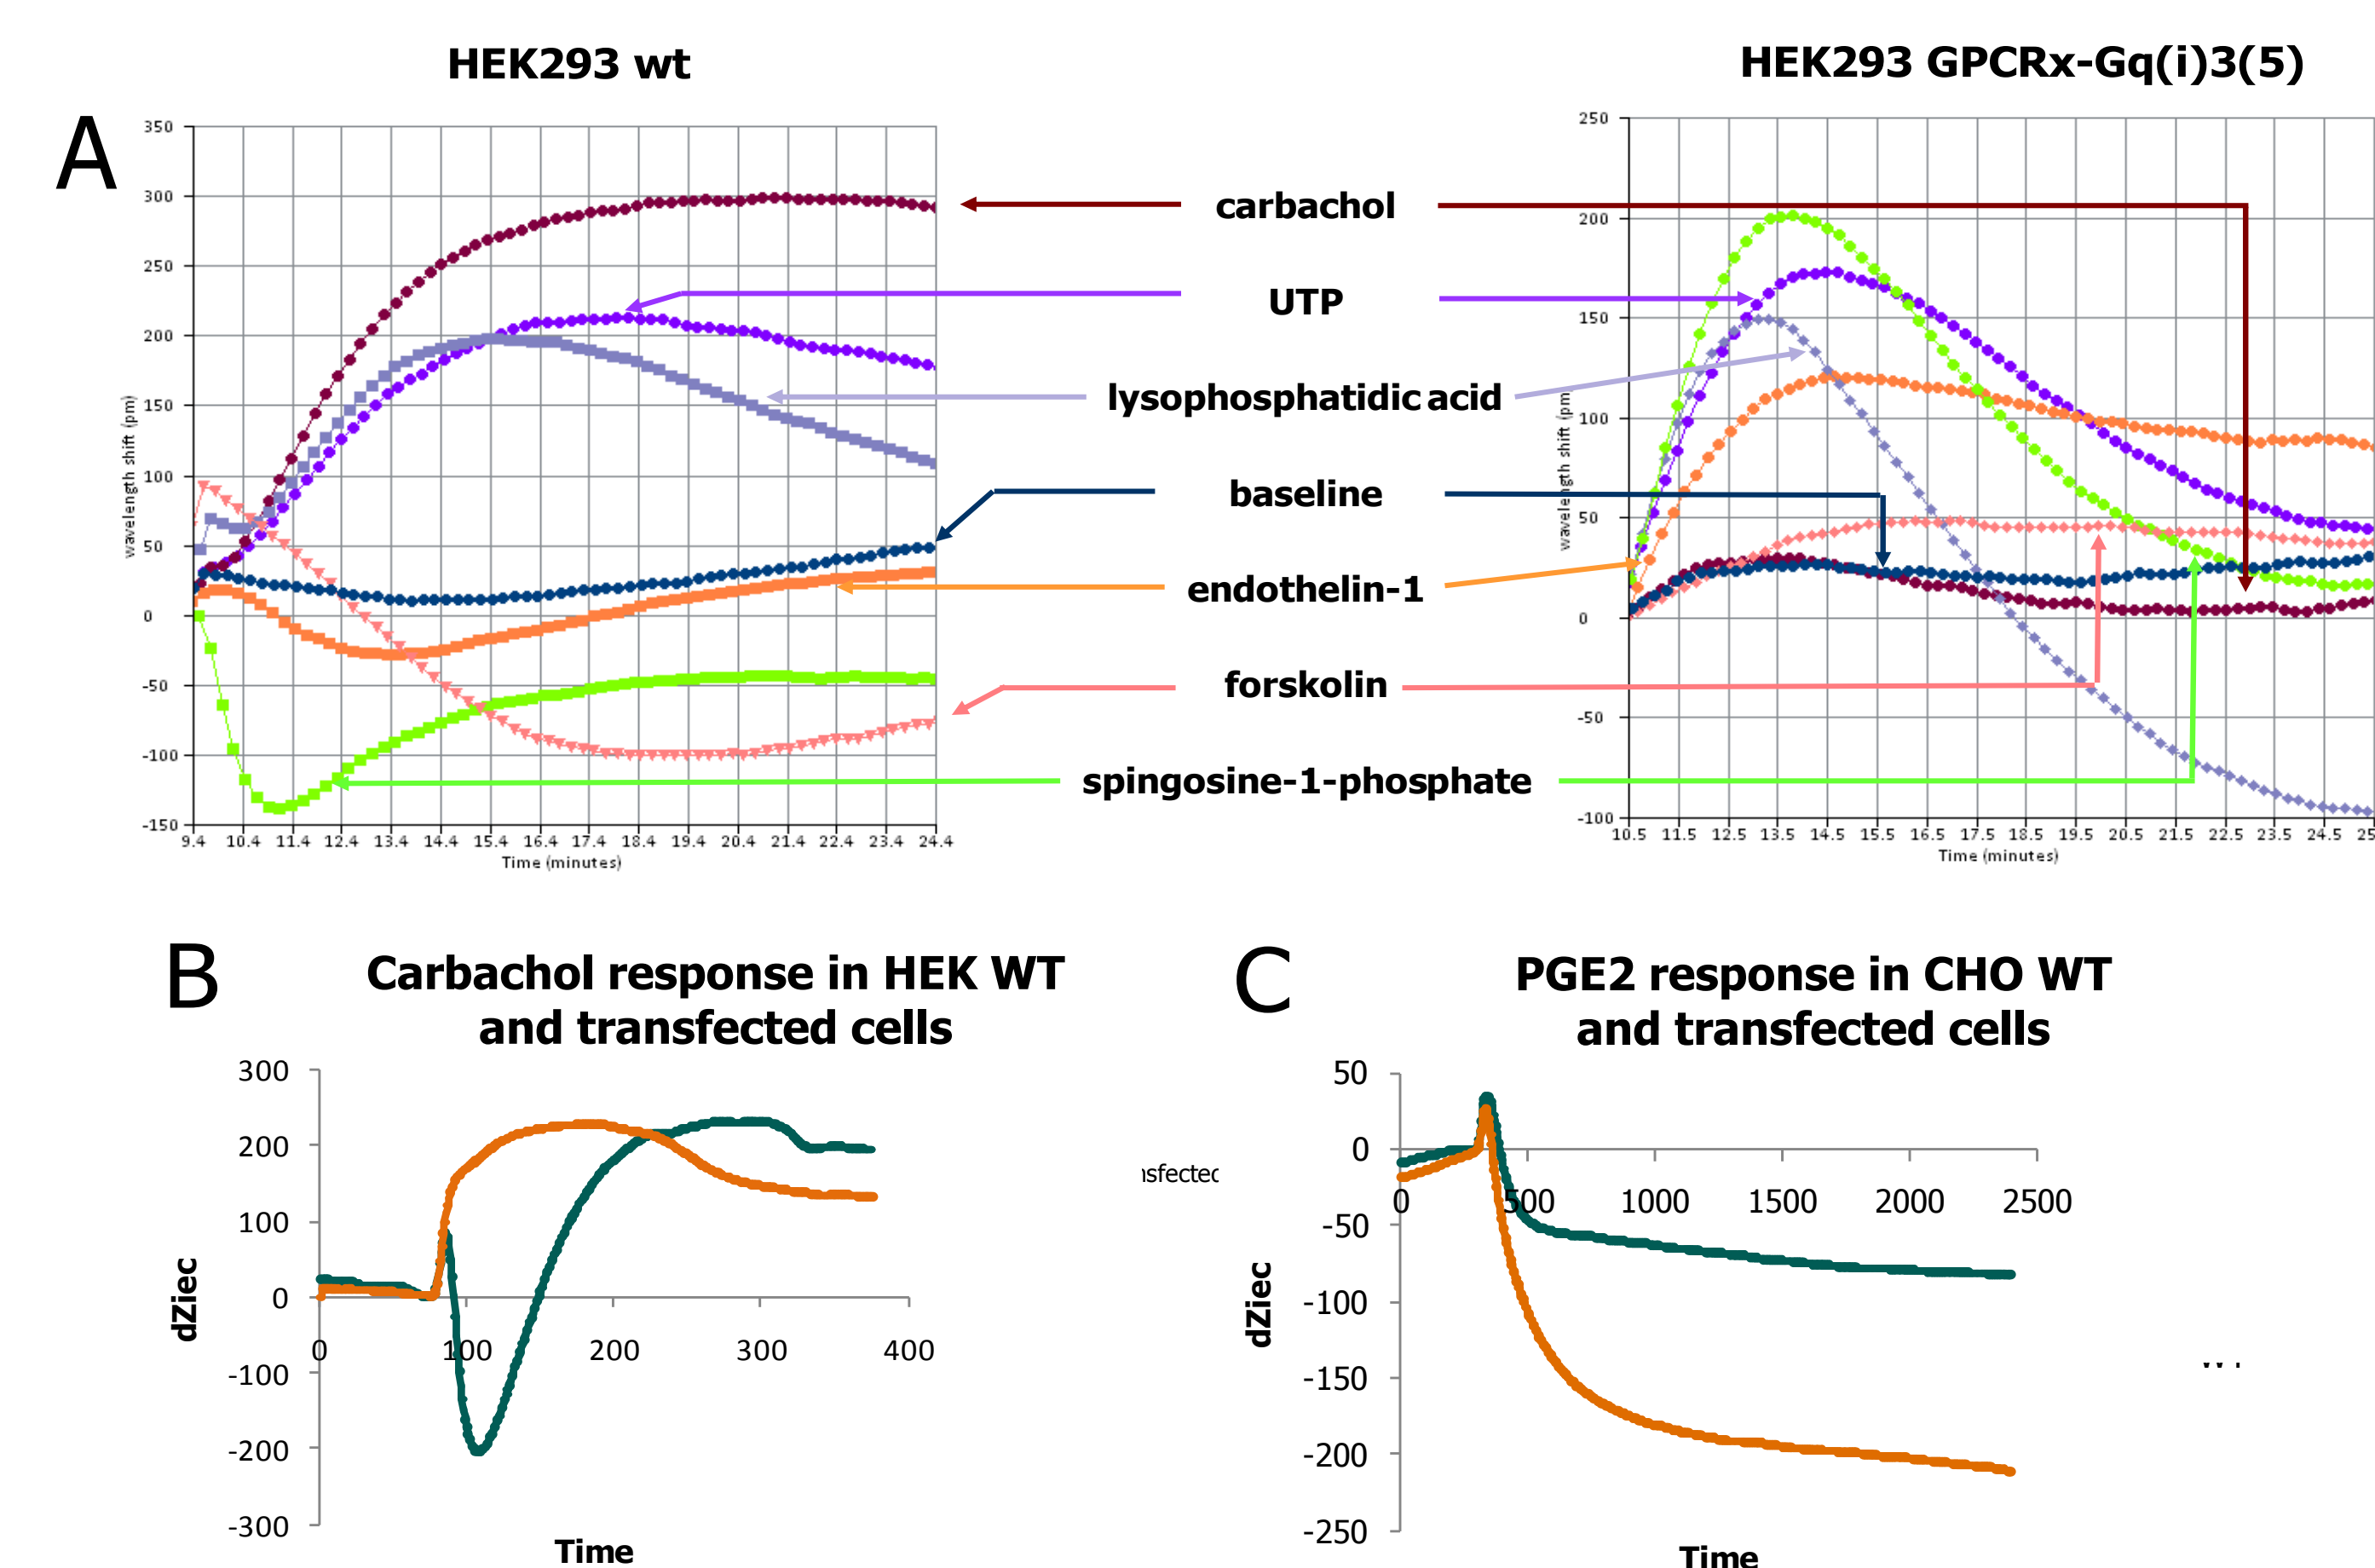 HEK293 wt
HEK293 GPCRx-Gq(i)3(5)
A
350
300
250
200
150
100
50
0
-50
-100
-150
wavelength shift (pm)
9.4 10.4 11.4 12.4 13.4 14.4 15.4 16.4 17.4 18.4 19.4 20.4 21.4 22.4 23.4 24.4
Time (minutes)
carbachol
UTP
lysophosphatidic acid
baseline
endothelin-1
forskolin
spingosine-1-phosphate
250
200
150
100
50
0
-50
-100
wavelength shift (pm
10.5 11.5 12.5 13.5 14.5 15.5 16.5 17.5 18.5 19.5 20.5 21.5 22.5 23.5 24.5 25
Time (minutes)
B
Carbachol response in HEK WT
and transfected cells
300
200
100
0
-100
-200
-300
dZiec
0 100 200 300 400
Time
nsfected
C
PGE2 response in CHO WT
and transfected cells
50
0
-50
-100
-150
-200
-250
dZiec
0 500 1000 1500 2000 2500
Time